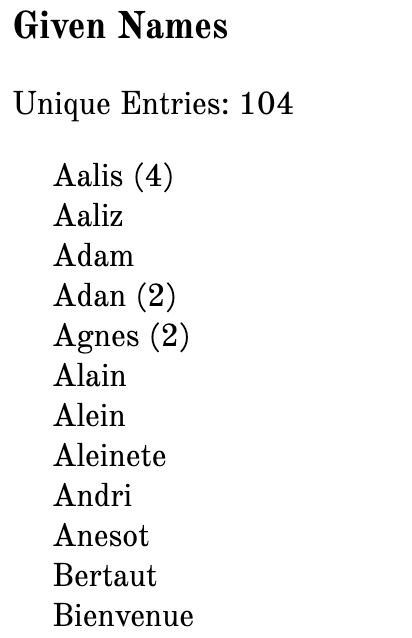 Given Names
Unique Entries: 104
Aalis (4)
Aaliz
Adam
Adan (2)
Agnes (2)
Alain
Alein
Aleinete
Andri
Anesot
Bertaut
Bienvenue